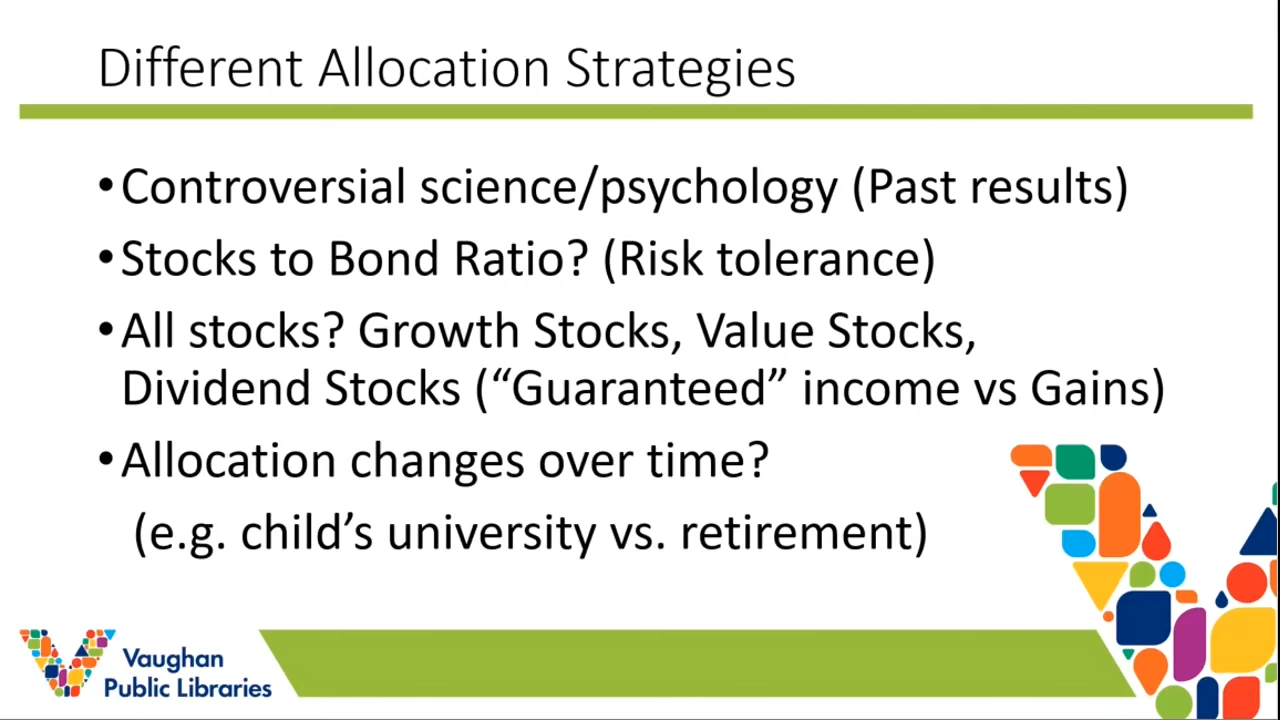 Different Allocation Strategies
•Controversial science/psychology (Past results)
•Stocks to Bond Ratio? (Risk tolerance)
•All stocks? Growth Stocks, Value Stocks,
Dividend Stocks (“Guaranteed” income vs Gains)
•Allocation changes over time?
(e.g. child’s university vs. retirement)
Vaughan
Public Libraries